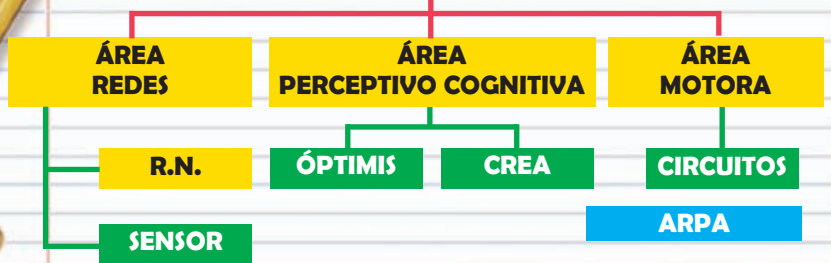 ÁREA
REDES
ÁREA
PERCEPTIVO COGNITIVA
ÁREA
MOTORA
R.N.
ÓPTIMIS
CREA
CIRCUITOS
ARPA
SENSOR